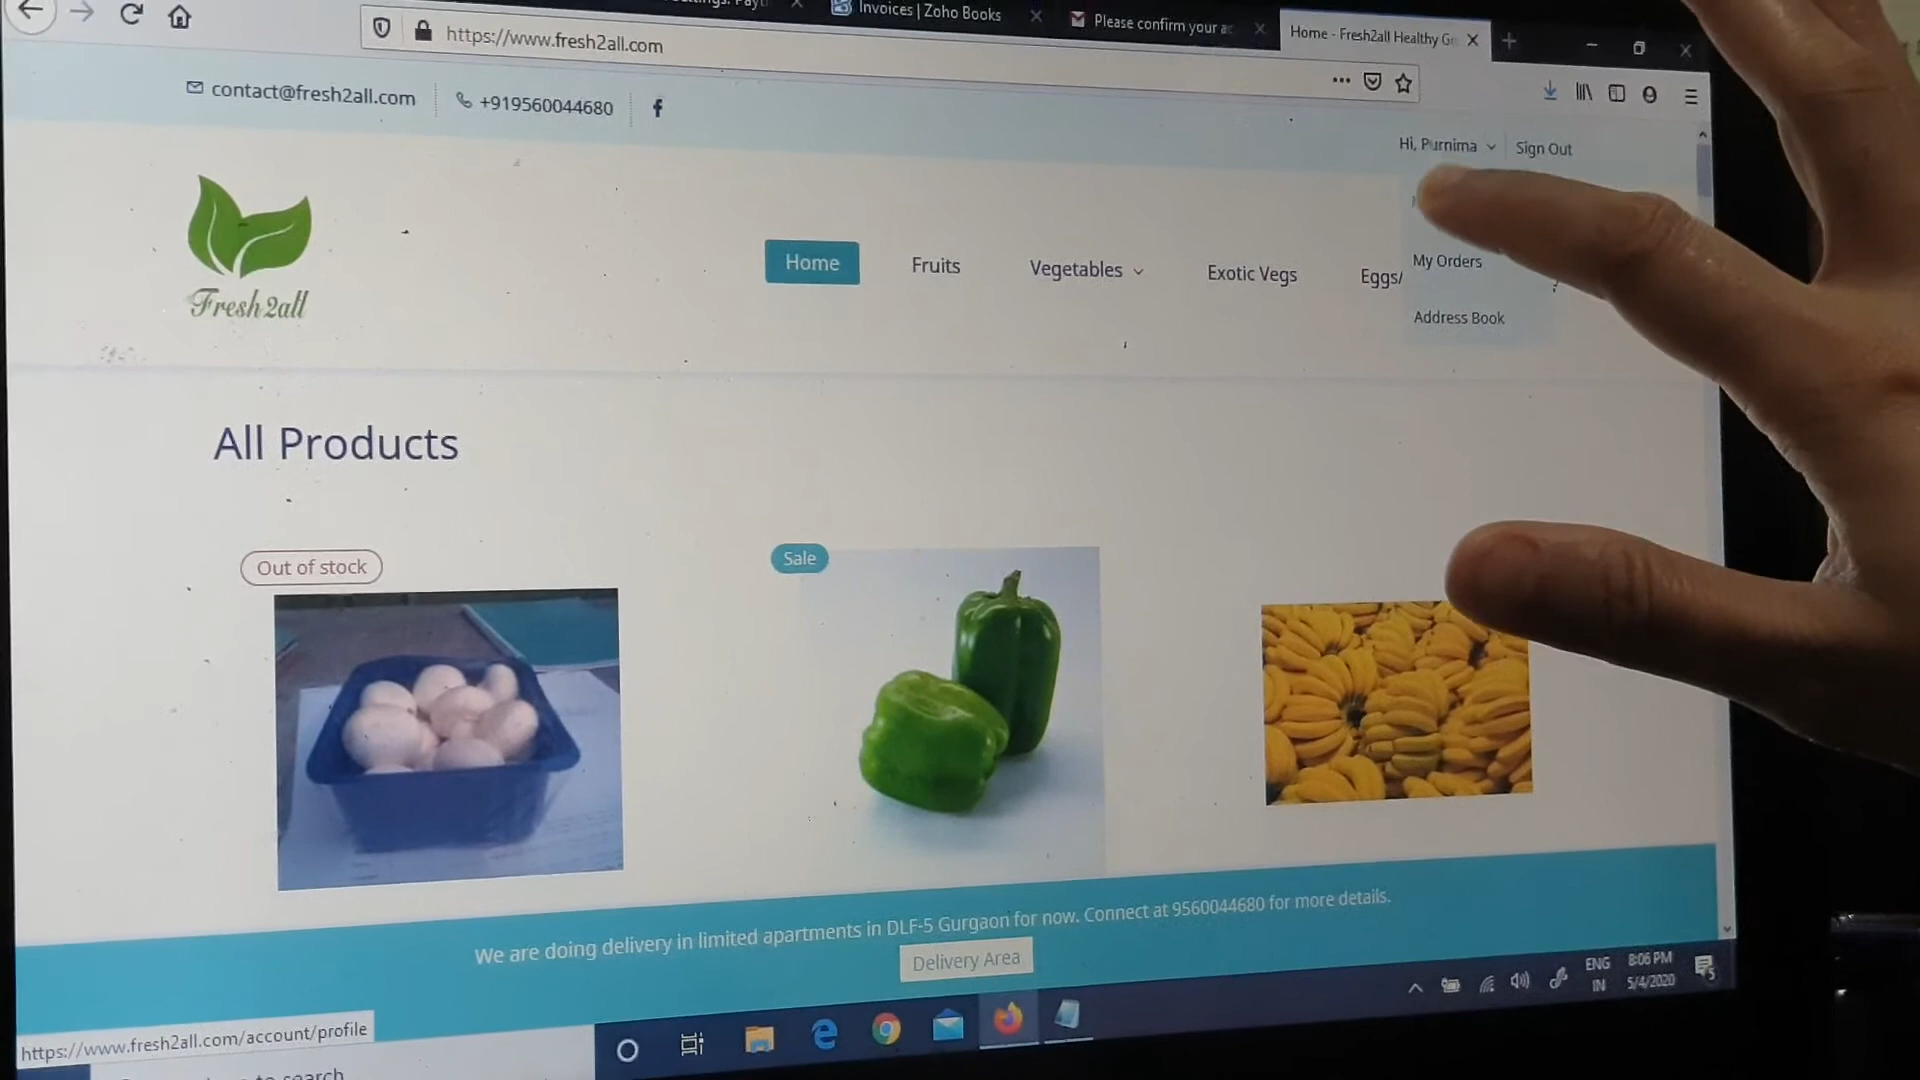 Invoices | Zoho Books
Please confirm your ac
Home - Fresh2all Healthy Gr
https://www.fresh2all.com
contact@fresh2all.com
+919560044680
Hi, Purnima
Sign Out
Fresh2all
Home
Fruits
Vegetables
Exotic Vegs
Eggs/
My Orders
Address Book
All Products
Out of stock
Sale
We are doing delivery in limited apartments in DLF-5 Gurgaon for now. Connect at 9560044680 for more details.
Delivery Area
https://www.fresh2all.com/account/profile
to search
ENG
IN
8:06 PM
5/4/2020
5